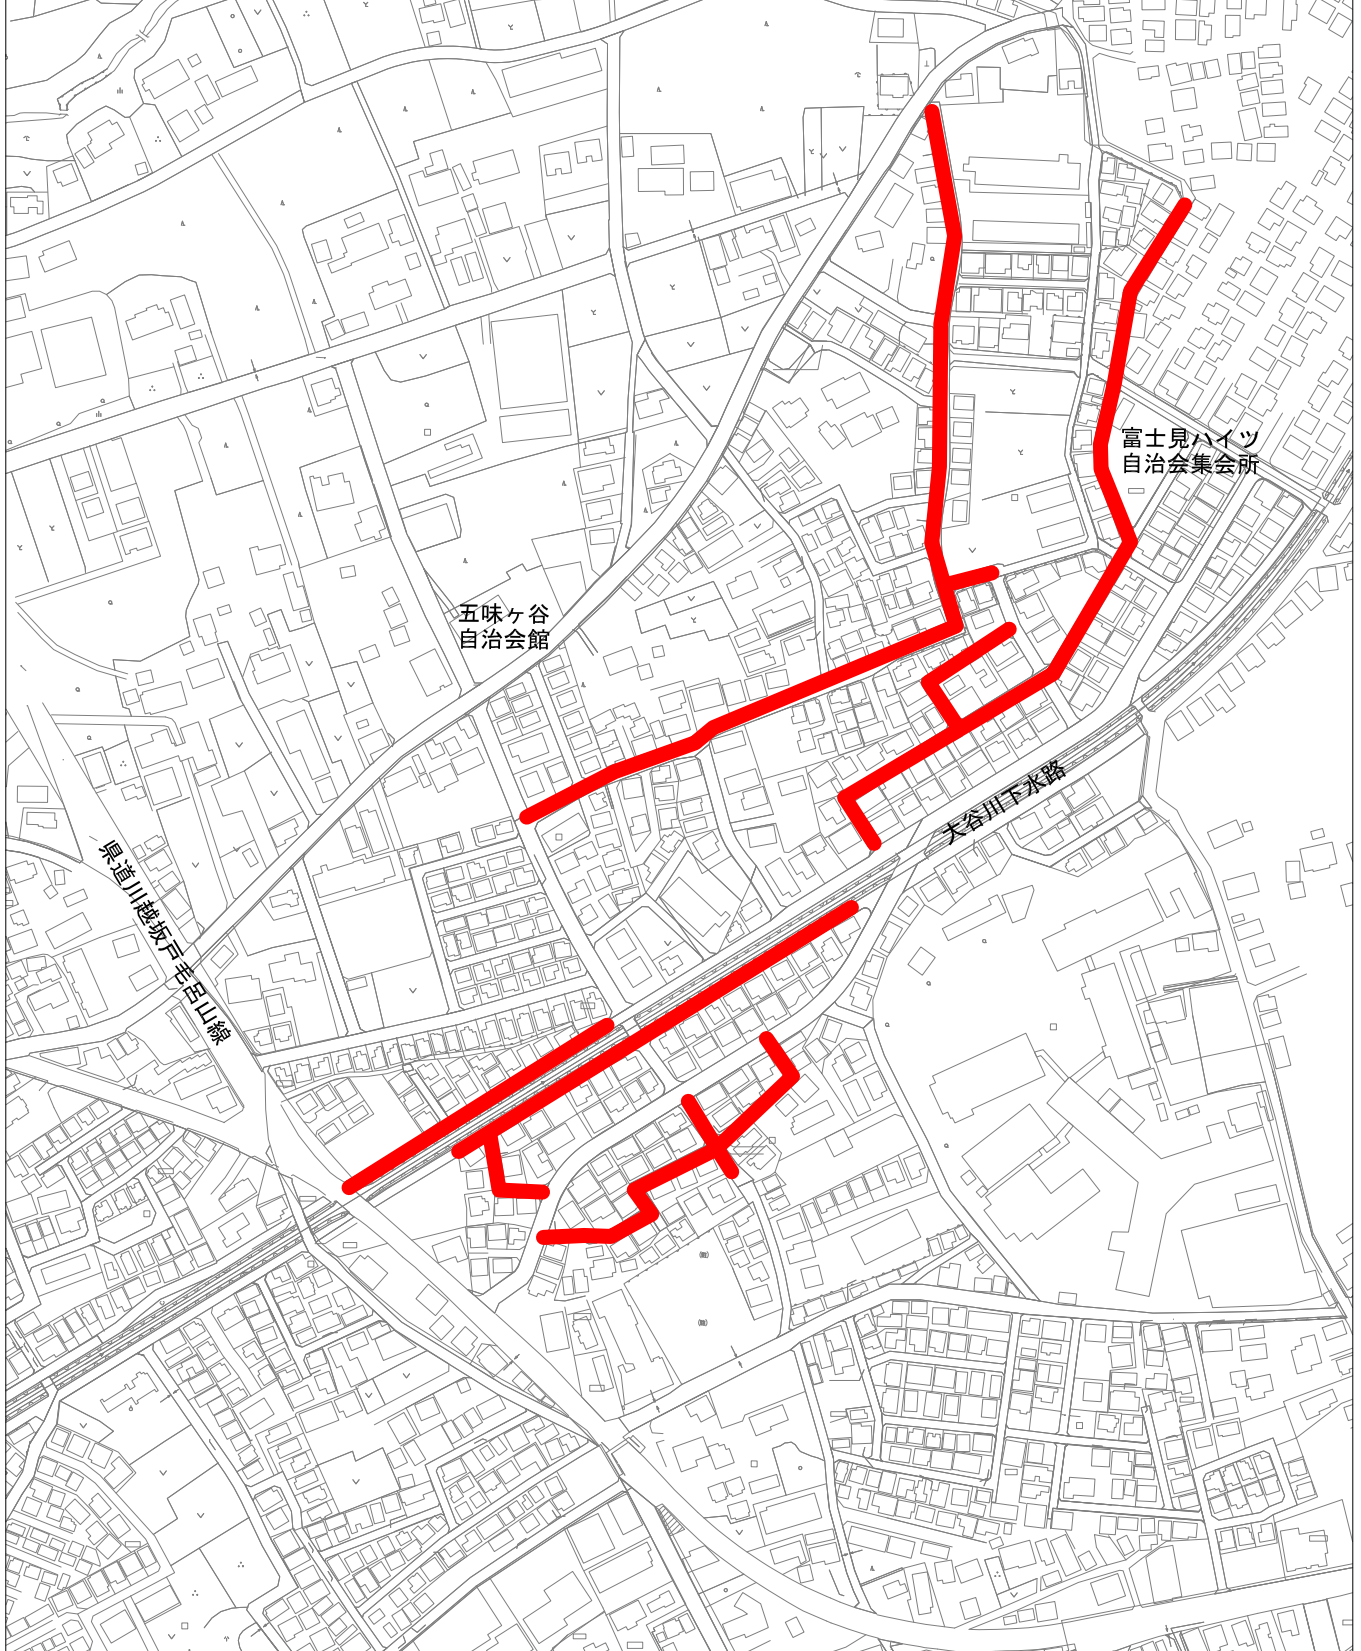 富士見ハイツ
自治会集会所
五味ヶ谷
自治会館
大谷川下水路
県道川越坂戸毛呂山線